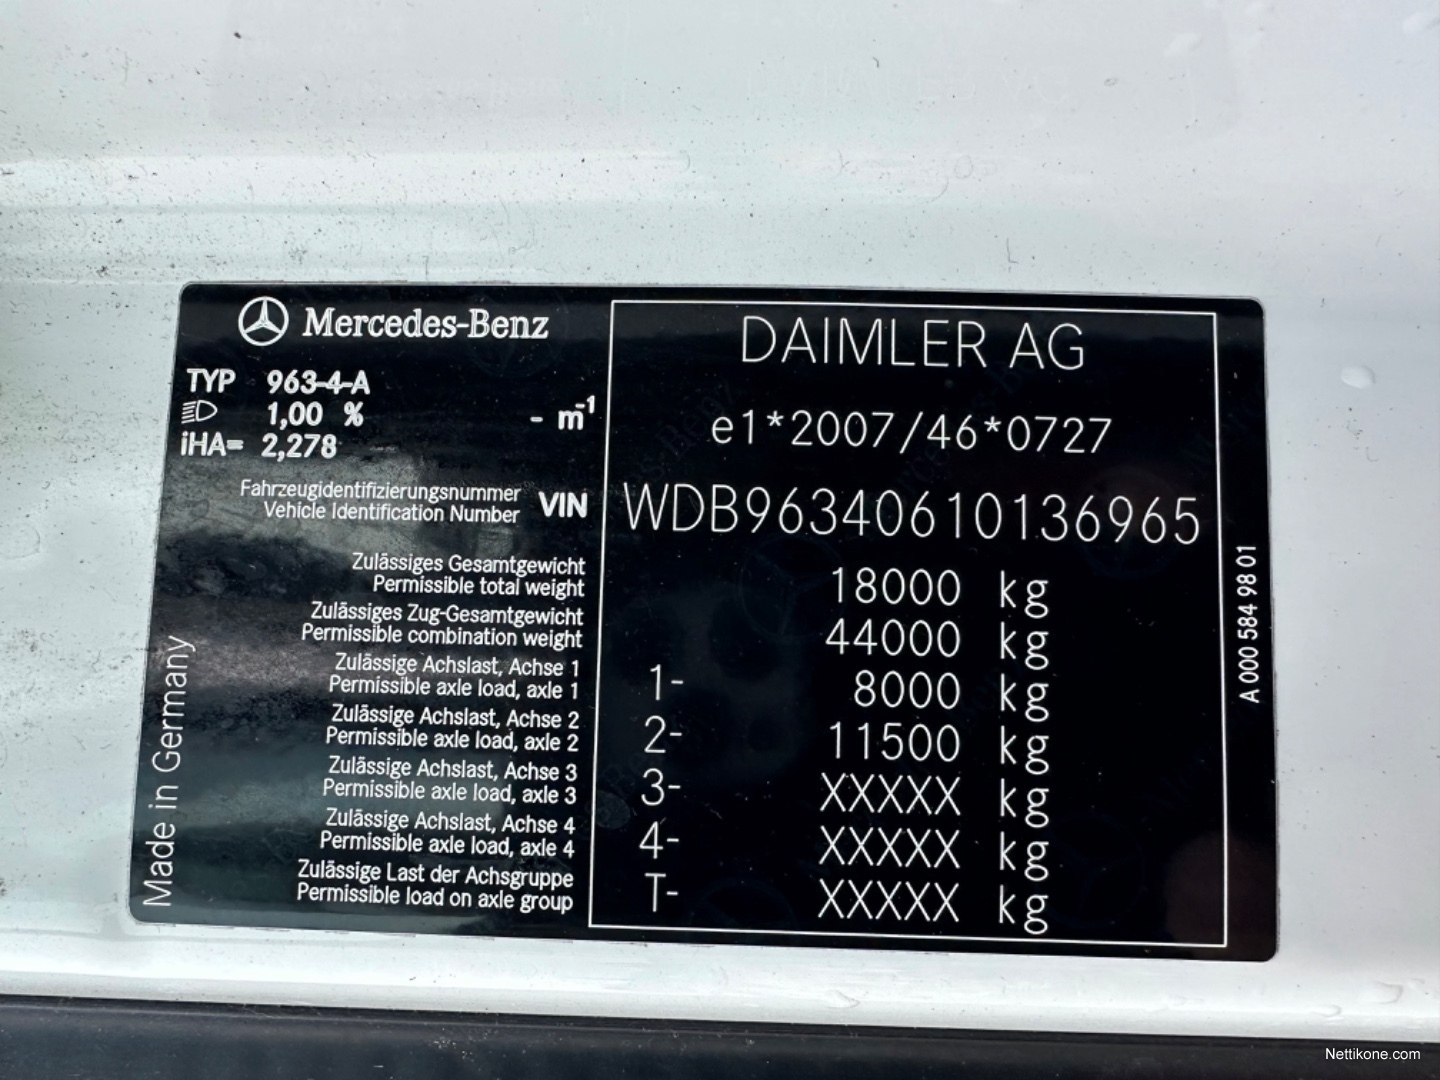 Mercedes-Benz
TYP 963-4-A
1,00 % - m-1
iHA= 2,278
Fahrzeugidentifizierungsnummer
Vehicle Identification Number VIN
Zulässiges Gesamtgewicht
Permissible total weight
Zulässiges Zug-Gesamtgewicht
Permissible combination weight
Zulässige Achslast, Achse 1
Permissible axle load, axle 1
Zulässige Achslast, Achse 2
Permissible axle load, axle 2
Zulässige Achslast, Achse 3
Permissible axle load, axle 3
Zulässige Achslast, Achse 4
Permissible axle load, axle 4
Zulässige Last der Achsgruppe
Permissible load on axle group
Made in Germany
DAIMLER AG
e1*2007/46*0727
WDB96340610136965
18000 kg
44000 kg
1- 8000 kg
2- 11500 kg
3- XXXXX kg
4- XXXXX kg
T- XXXXX kg
A 000 584 98 01
Nettikone.com